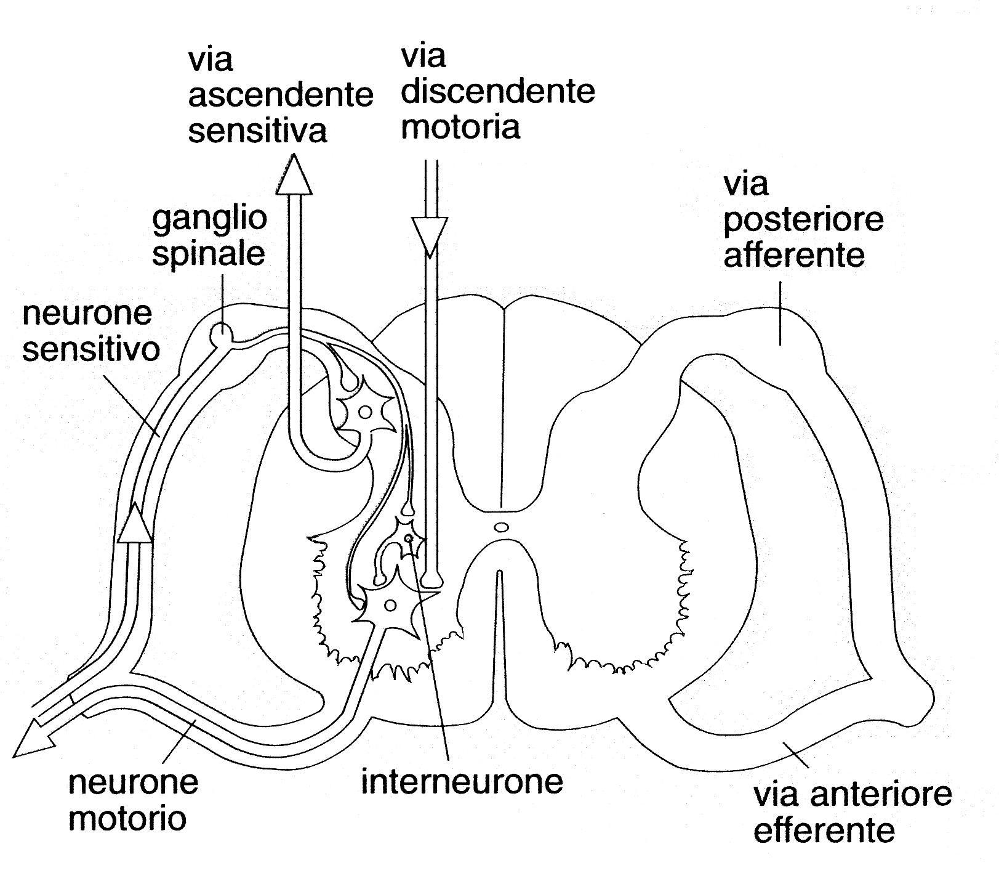 via
ascendente
sensitiva
via
discendente
motoria
via
posteriore
afferente
ganglio
spinale
neurone
sensitivo
neurone
motorio
interneurone
via anteriore
efferente